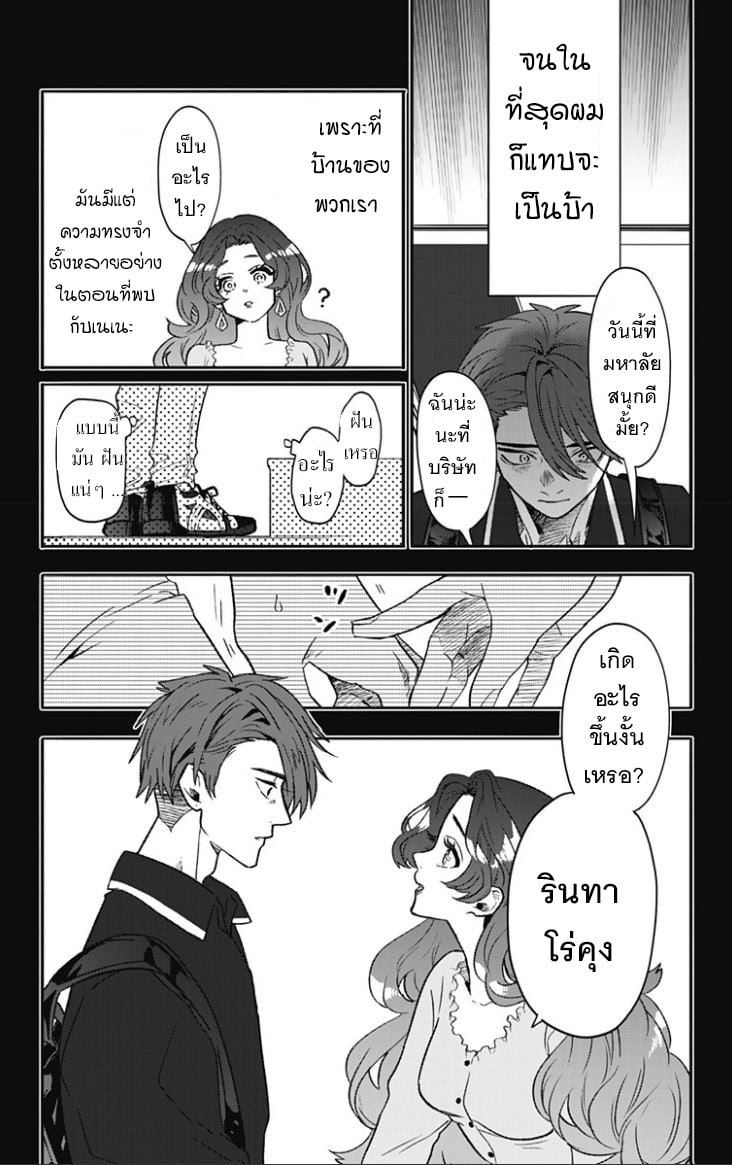 จนใน
ที่สุดผม
ก็แทบจะ
เป็นบ้า
เพราะที่
บ้านของ
พวกเรา
เป็น
อะไร
ไป?
มันมีแต่
ความทรงจำ
ตั้งหลายอย่าง
ในตอนที่พบ
กับเนเนะ
?
วันนี้ที่
มหาลัย
สนุกดี
มั้ย?
ฉันน่ะ
นะที่
บริษัท
ก็—
ฝัน
เหรอ
อะไร
น่ะ?
แบบนี้
มัน ฝัน
แน่ๆ ...
เกิด
อะไร
ขึ้นงั้น
เหรอ?
รินทา
โร่คุง